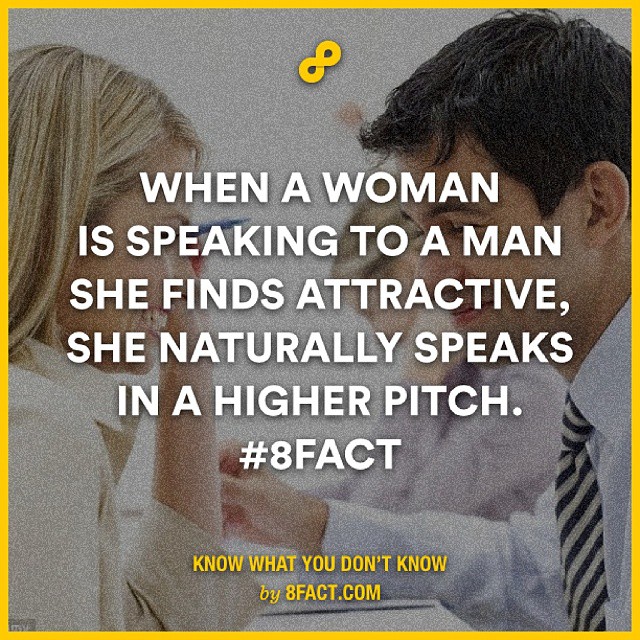 WHEN A WOMAN
IS SPEAKING TO A MAN
SHE FINDS ATTRACTIVE,
SHE NATURALLY SPEAKS
IN A HIGHER PITCH.
#8FACT
KNOW WHAT YOU DON'T KNOW
by 8FACT.COM